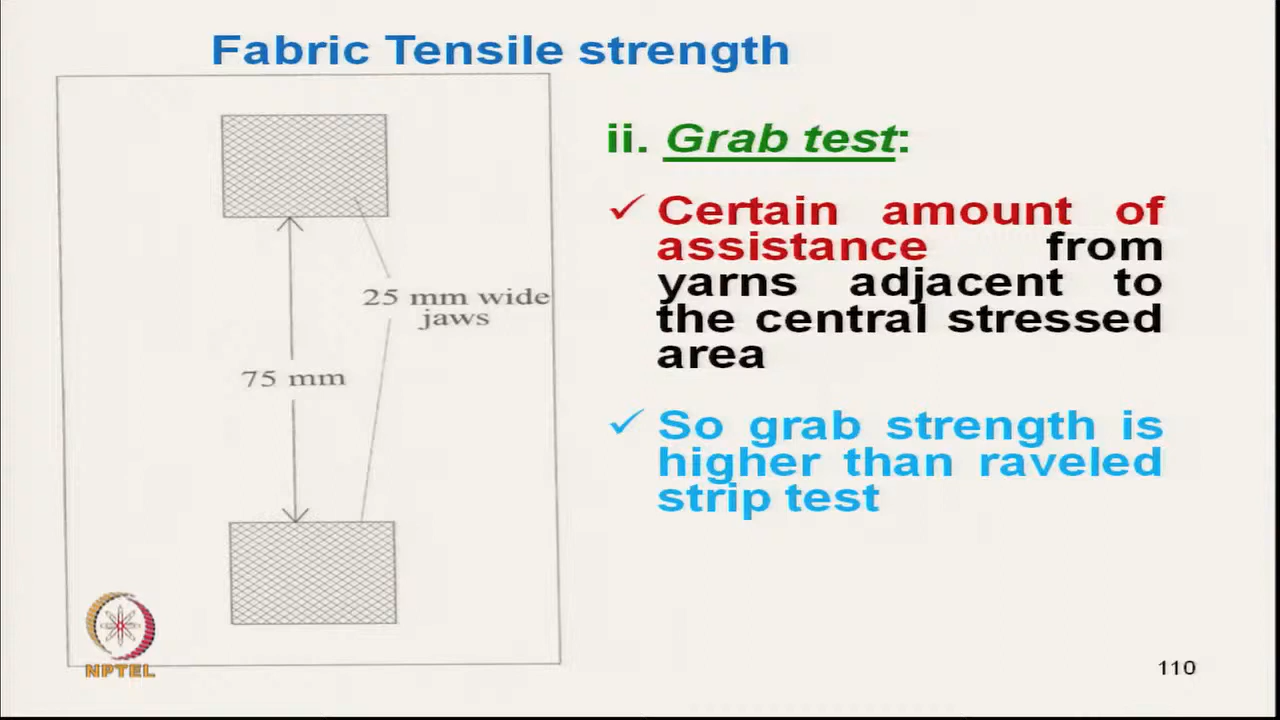 Fabric Tensile strength
25 mm wide
jaws
75 mm
ii. Grab test:
✓ Certain amount of
assistance from
yarns adjacent to
the central stressed
area
✓ So grab strength is
higher than raveled
strip test
NPTEL
110